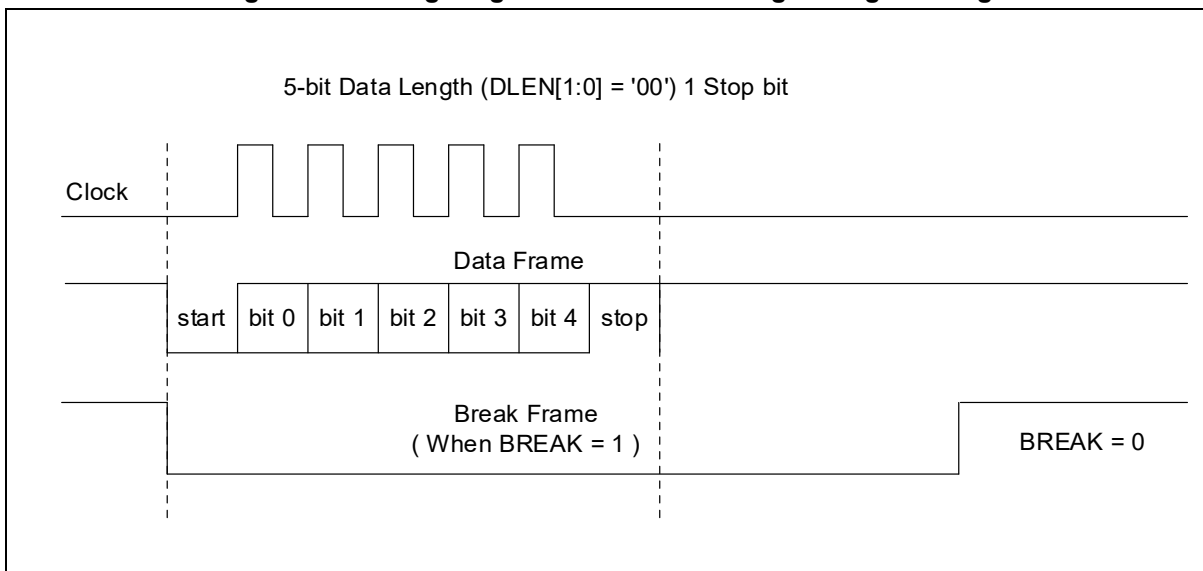 5-bit Data Length (DLEN[1:0] = '00') 1 Stop bit
Clock
Data Frame
start bit 0 bit 1 bit 2 bit 3 bit 4 stop
Break Frame
( When BREAK = 1 )
BREAK = 0